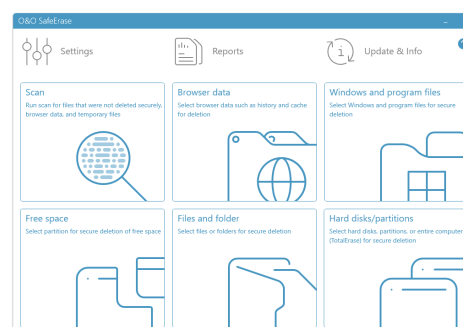 O&O SafeErase
Settings
Reports
Update & Info
Scan
Run scan for files that were not deleted securely,
browser data, and temporary files
Browser data
Select browser data such as history and cache
for deletion
Windows and program files
Select Windows and program files for secure
deletion
Free space
Select partition for secure deletion of free space
Files and folder
Select files or folders for secure deletion
Hard disks/partitions
Select hard disks, partitions, or entire computer
(TotalErase) for secure deletion